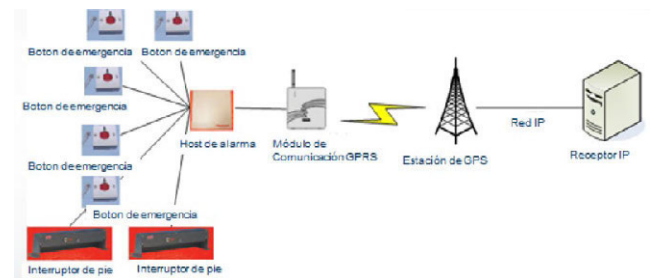 Boton de emergencia
Boton de emergencia
Boton de emergencia
Boton de emergencia
Boton de emergencia
Host de alarma
Módulo de
Comunicación GPRS
Estación de GPS
Red IP
Receptor IP
Interruptor de pie
Interruptor de pie